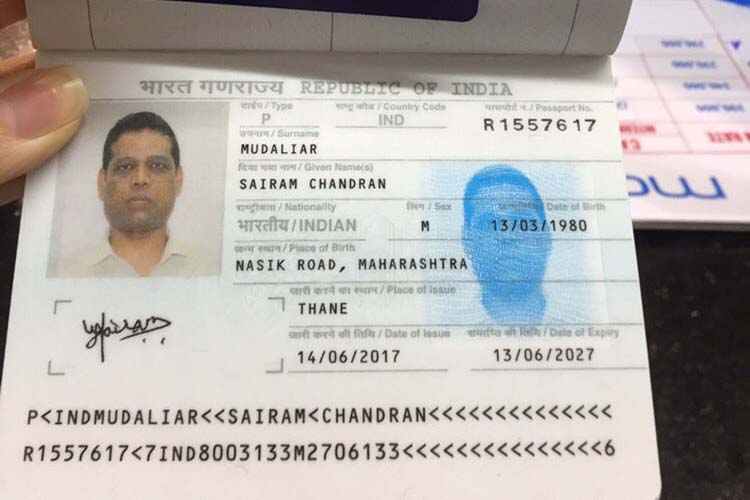 भारत गणराज्य REPUBLIC OF INDIA
टाईप / Type राष्ट्र कोड / Country Code पासपोर्ट नं. / Passport No.
P IND R1557617
उपनाम / Surname
MUDALIAR
दिया गया नाम / Given Name(s)
SAIRAM CHANDRAN
राष्ट्रीयता / Nationality लिंग / Sex जन्मतिथि / Date of Birth
भारतीय / INDIAN M 13/03/1980
जन्म स्थान / Place of Birth
NASIK ROAD, MAHARASHTRA
जारी करने का स्थान / Place of Issue
THANE
जारी करने की तिथि / Date of Issue समाप्ति की तिथि / Date of Expiry
14/06/2017 13/06/2027
P<INDMUDALIAR<<SAIRAM<CHANDRAN<<<<<<<<<<<<<<
R1557617<7IND8003133M2706133<<<<<<<<<<<<<<<6